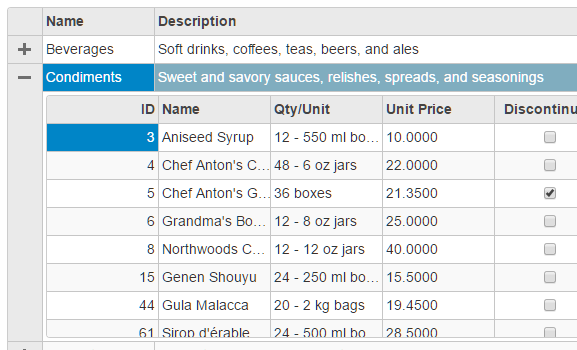 Name Description
Beverages Soft drinks, coffees, teas, beers, and ales
Condiments Sweet and savory sauces, relishes, spreads, and seasonings
ID Name Qty/Unit Unit Price Discontinu
3 Aniseed Syrup 12 - 550 ml bo... 10.0000
4 Chef Anton's C... 48 - 6 oz jars 22.0000
5 Chef Anton's G... 36 boxes 21.3500
6 Grandma's Bo... 12 - 8 oz jars 25.0000
8 Northwoods C... 12 - 12 oz jars 40.0000
15 Genen Shouyu 24 - 250 ml bo... 15.5000
44 Gula Malacca 20 - 2 kg bags 19.4500
61 Sirop d'érable 24 - 500 ml bo 28.5000